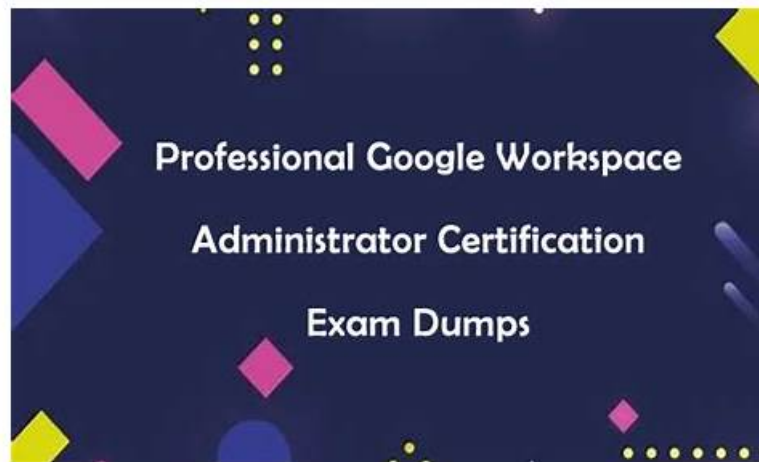 Professional Google Workspace
Administrator Certification
Exam Dumps